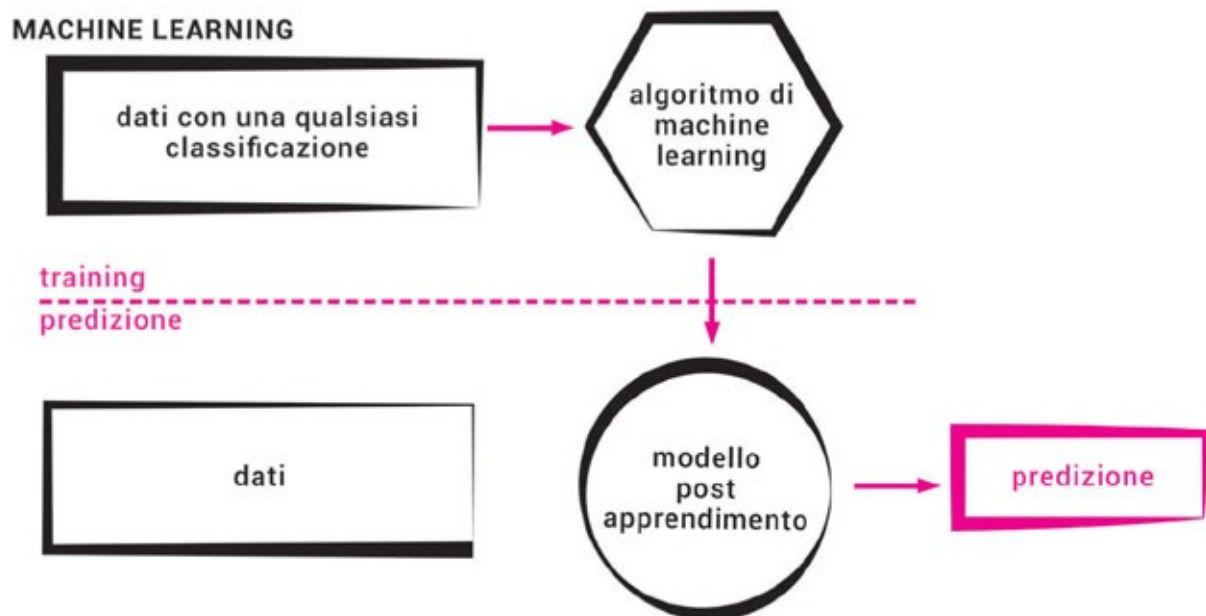 MACHINE LEARNING
dati con una qualsiasi
classificazione
algoritmo di
machine
learning
training
predizione
dati
modello
post
apprendimento
predizione